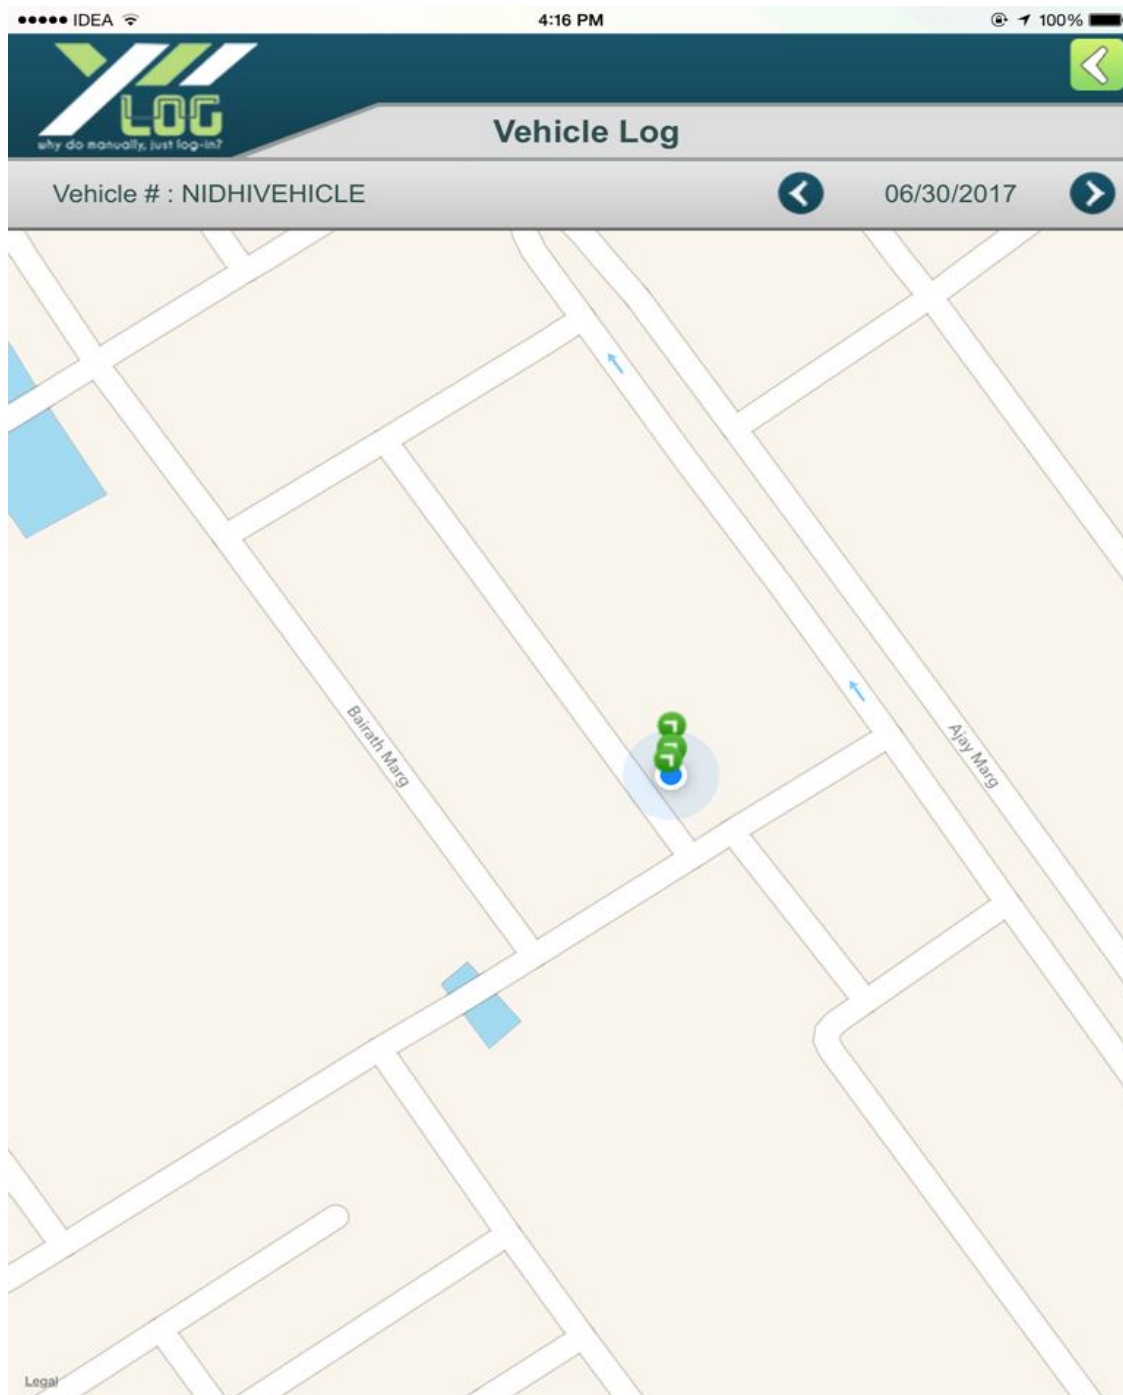 ●●●●● IDEA 4:16 PM 100%
LOG
why do manually, just log-in?
Vehicle Log
Vehicle # : NIDHIVEHICLE 06/30/2017
Bairath Marg
Ajay Marg
Legal